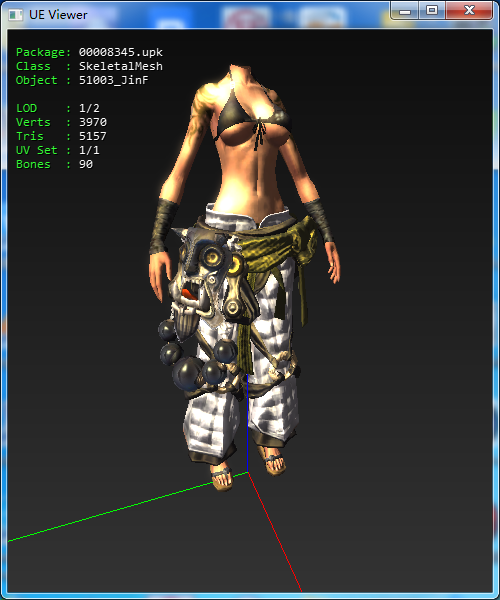 UE Viewer
Package: 00008345.upk
Class : SkeletalMesh
Object : 51003_JinF
LOD : 1/2
Verts : 3970
Tris : 5157
UV Set : 1/1
Bones : 90